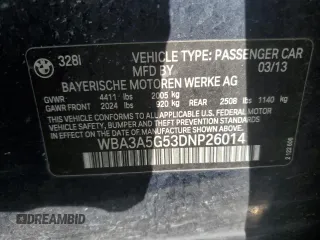 328I VEHICLE TYPE: PASSENGER CAR
MFD BY 03/13
BAYERISCHE MOTOREN WERKE AG
GVWR 4411 lbs 2005 kg
GAWR FRONT 2024 lbs 920 kg REAR 2508 lbs 1140 kg
THIS VEHICLE CONFORMS TO ALL APPLICABLE U.S. FEDERAL MOTOR
VEHICLE SAFETY, BUMPER AND THEFT PREVENTION STANDARDS
IN EFFECT ON THE DATE OF MANUFACTURE SHOWN ABOVE.
WBA3A5G53DNP26014
DREAMBID
dreambid.com